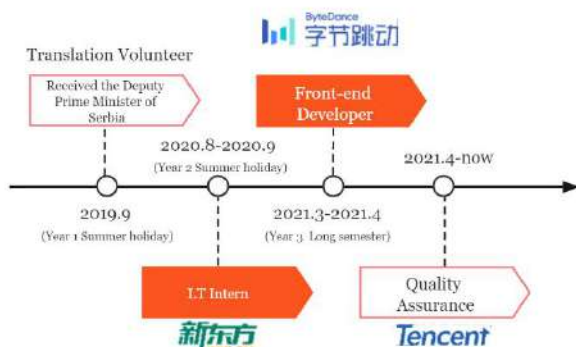 ByteDance
字节跳动
Translation Volunteer
Received the Deputy
Prime Minister of
Serbia
Front-end
Developer
2020.8-2020.9
(Year 2 Summer holiday)
2021.4-now
2019.9
(Year 1 Summer holiday)
2021.3-2021.4
(Year 3 Long semester)
LT Intern
新东方
Quality
Assurance
Tencent